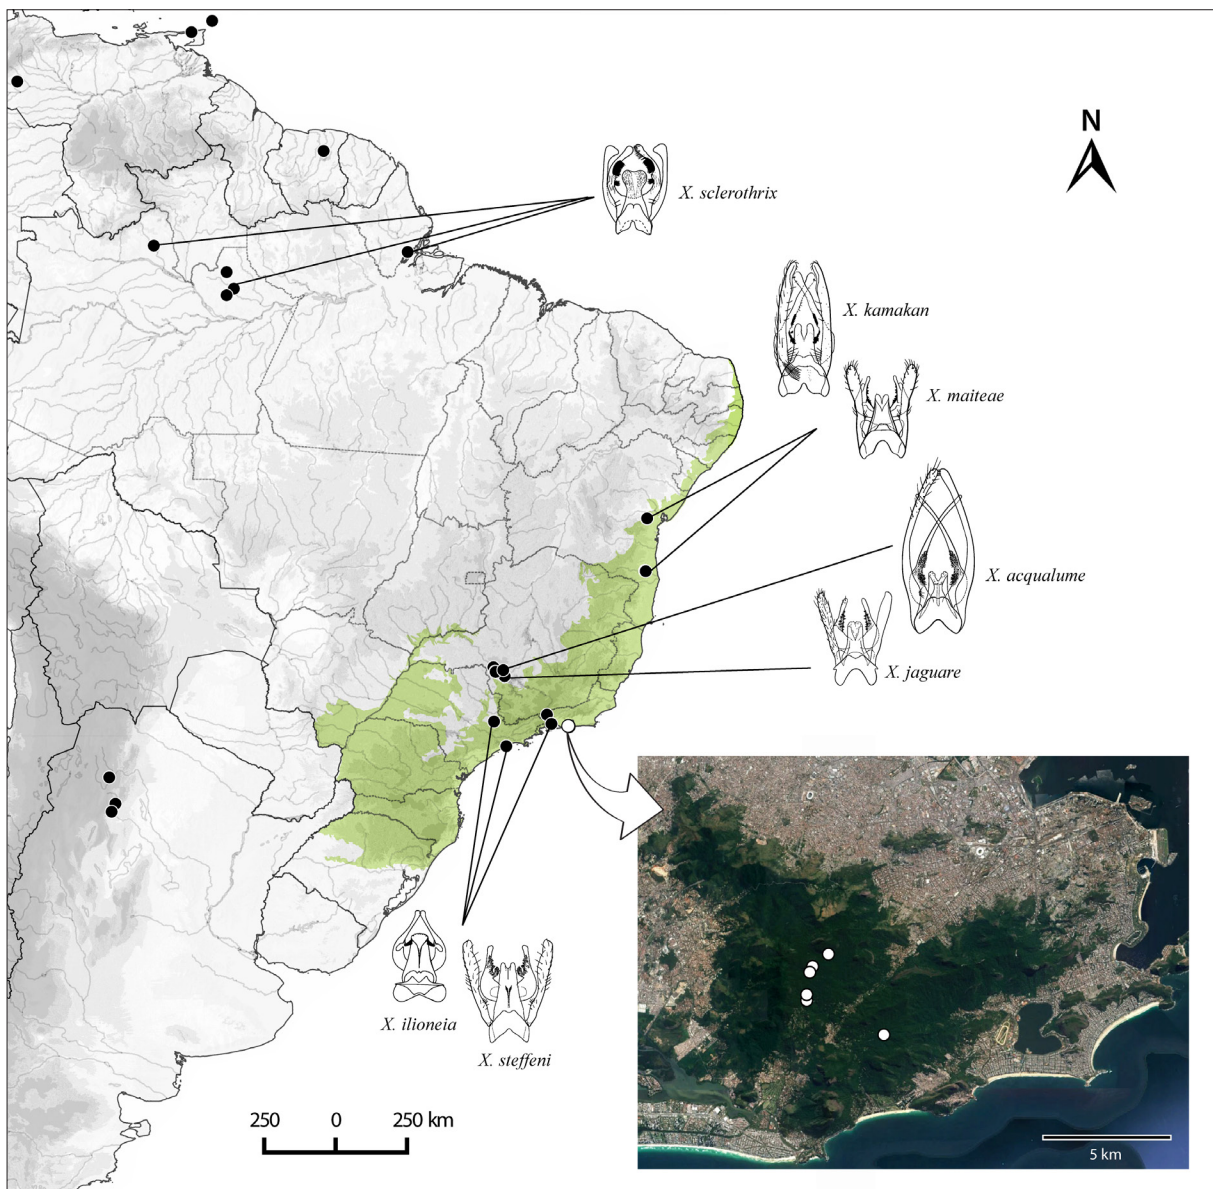 N
X. sclerothrix
X. kamakan
X. maiteae
X. acqualume
X. jaguare
X. ilioneia
X. steffeni
250 0 250 km
5 km